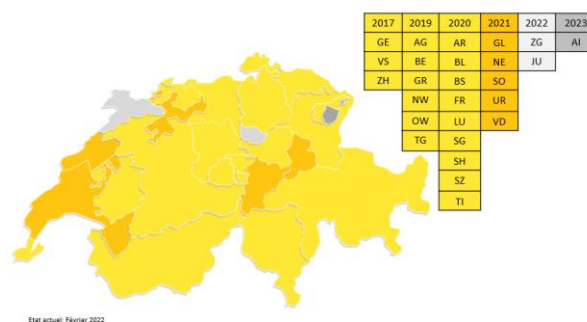 2017 2019 2020 2021 2022 2023
GE AG AR GL ZG AI
VS BE BL NE JU
ZH GR BS SO
NW FR UR
OW LU VD
TG SG
SH
SZ
TI
Etat actuel: Février 2022